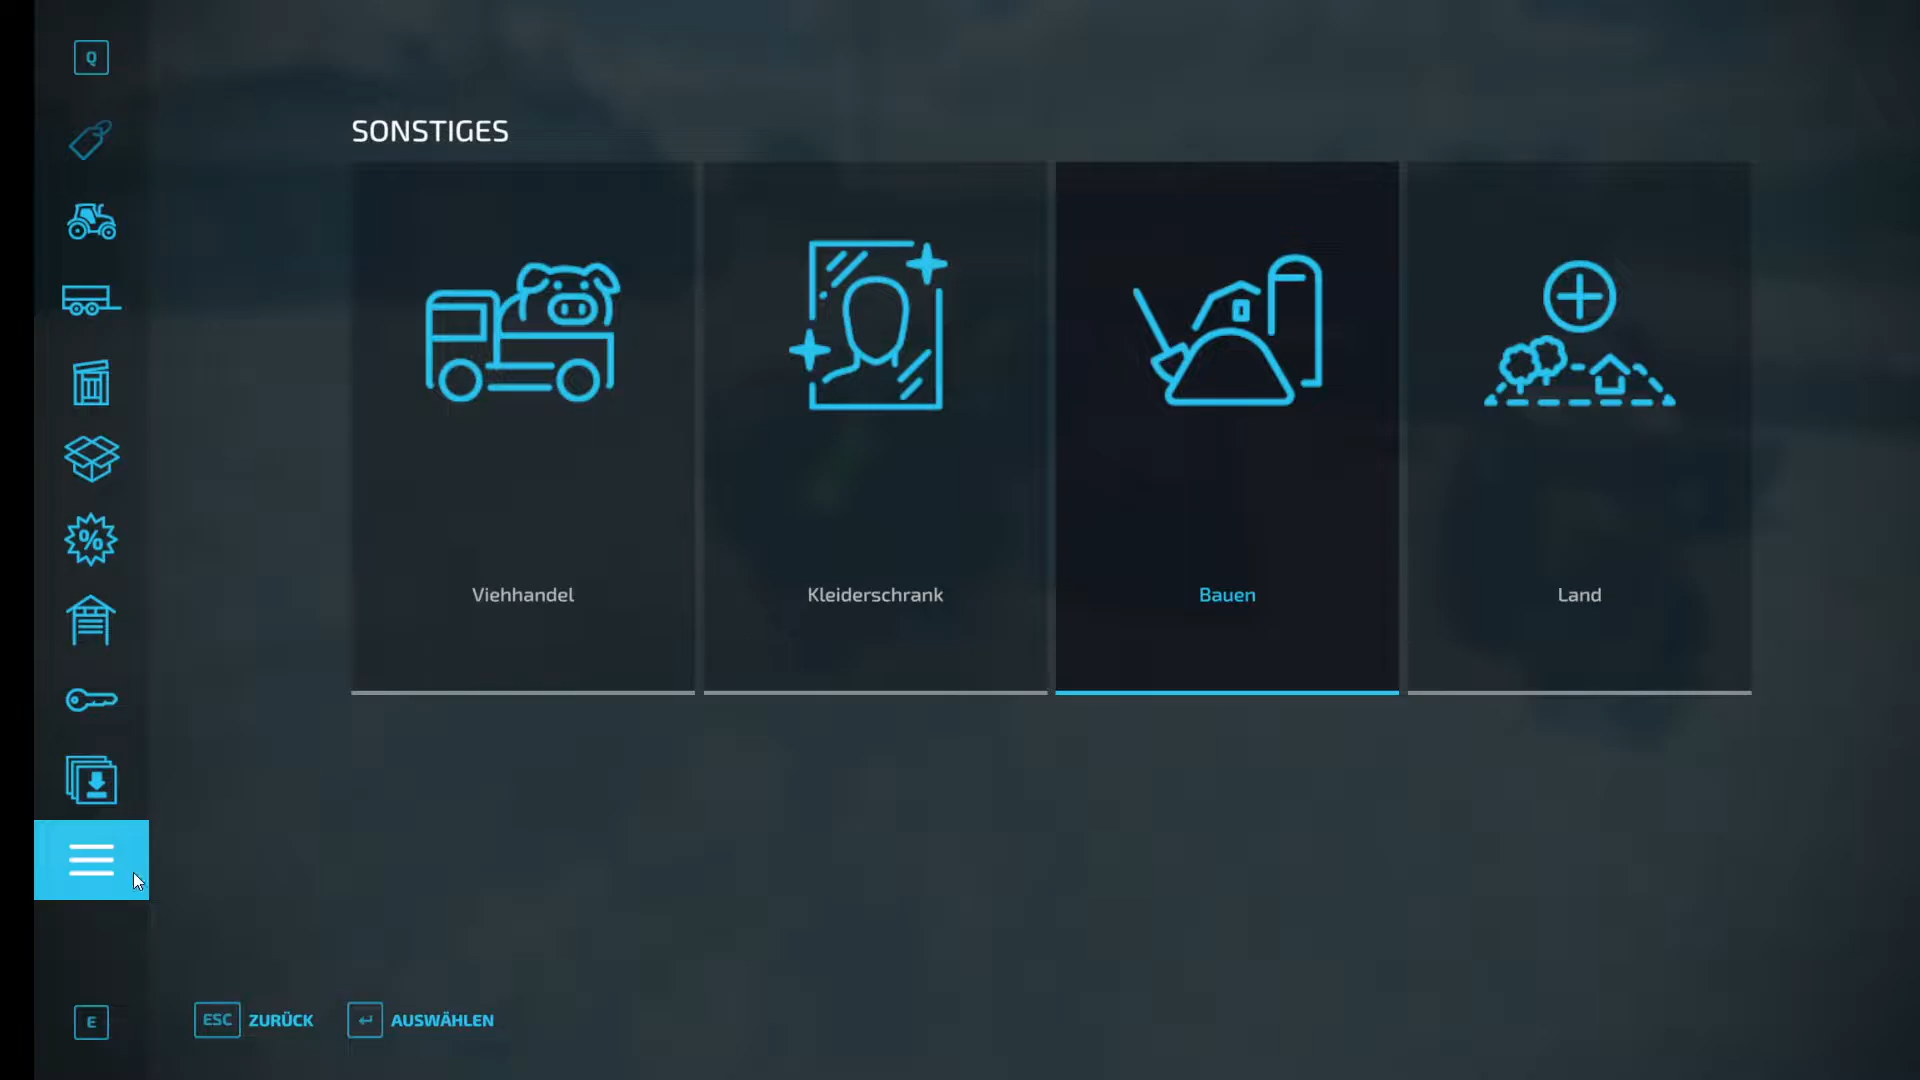 Q
SONSTIGES
%
Viehhandel
Kleiderschrank
Bauen
Land
E
ESC ZURÜCK
↵ AUSWÄHLEN